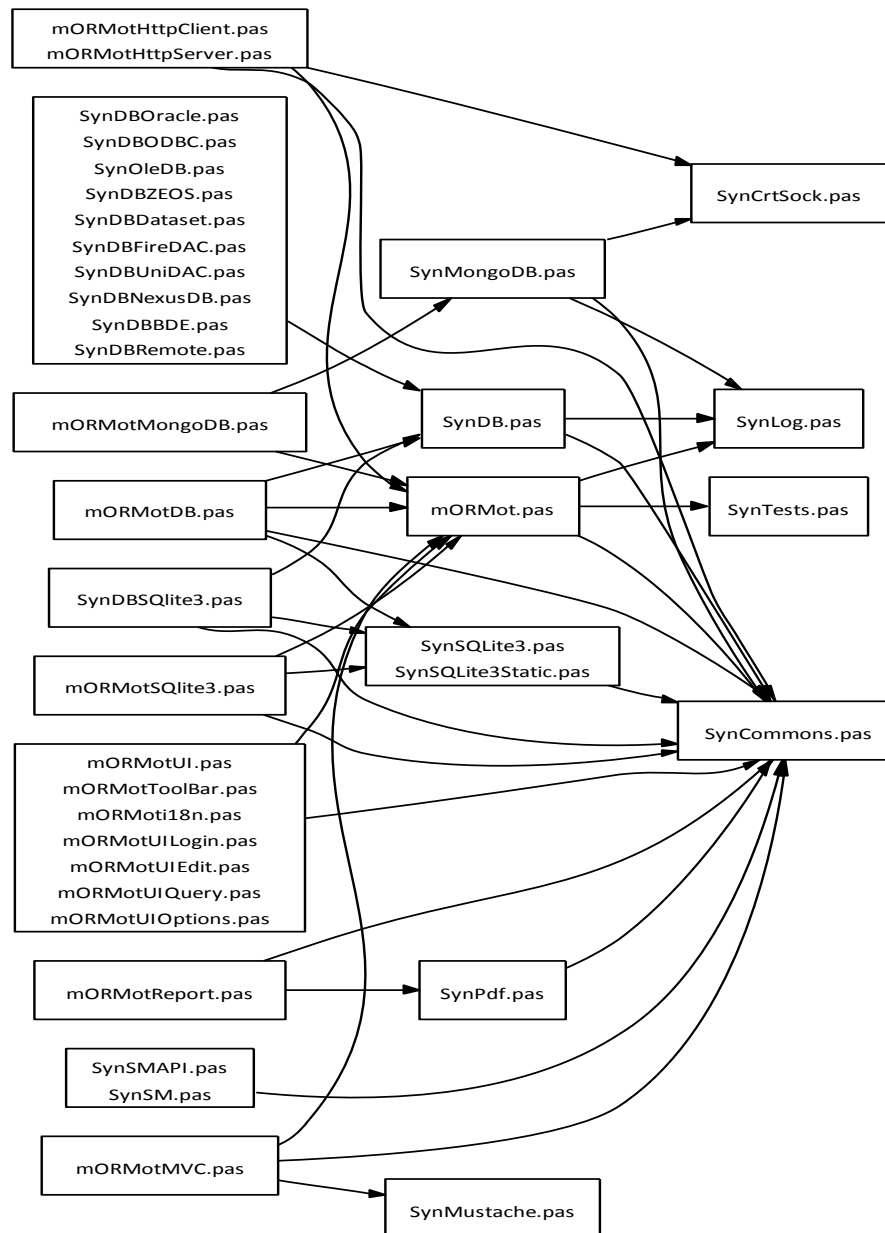 mORMotHttpClient.pas
mORMotHttpServer.pas
SynDBOracle.pas
SynDBODBC.pas
SynOleDB.pas
SynDBZEOS.pas
SynDBDataset.pas
SynDBFireDAC.pas
SynDBUniDAC.pas
SynDBNexusDB.pas
SynDBBDE.pas
SynDBRemote.pas
SynCrtSock.pas
SynMongoDB.pas
mORMotMongoDB.pas
SynDB.pas
SynLog.pas
mORMotDB.pas
mORMot.pas
SynTests.pas
SynDBSQlite3.pas
SynSQLite3.pas
SynSQLite3Static.pas
mORMotSQlite3.pas
SynCommons.pas
mORMotUI.pas
mORMotToolBar.pas
mORMoti18n.pas
mORMotUILogin.pas
mORMotUIEdit.pas
mORMotUIQuery.pas
mORMotUIOptions.pas
mORMotReport.pas
SynPdf.pas
SynSMAPI.pas
SynSM.pas
mORMotMVC.pas
SynMustache.pas